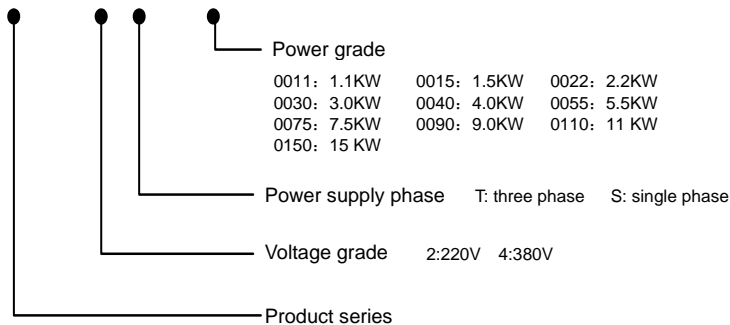 Power grade
0011：1.1KW 0015：1.5KW 0022：2.2KW
0030：3.0KW 0040：4.0KW 0055：5.5KW
0075：7.5KW 0090：9.0KW 0110：11 KW
0150：15 KW
Power supply phase T: three phase S: single phase
Voltage grade 2:220V 4:380V
Product series